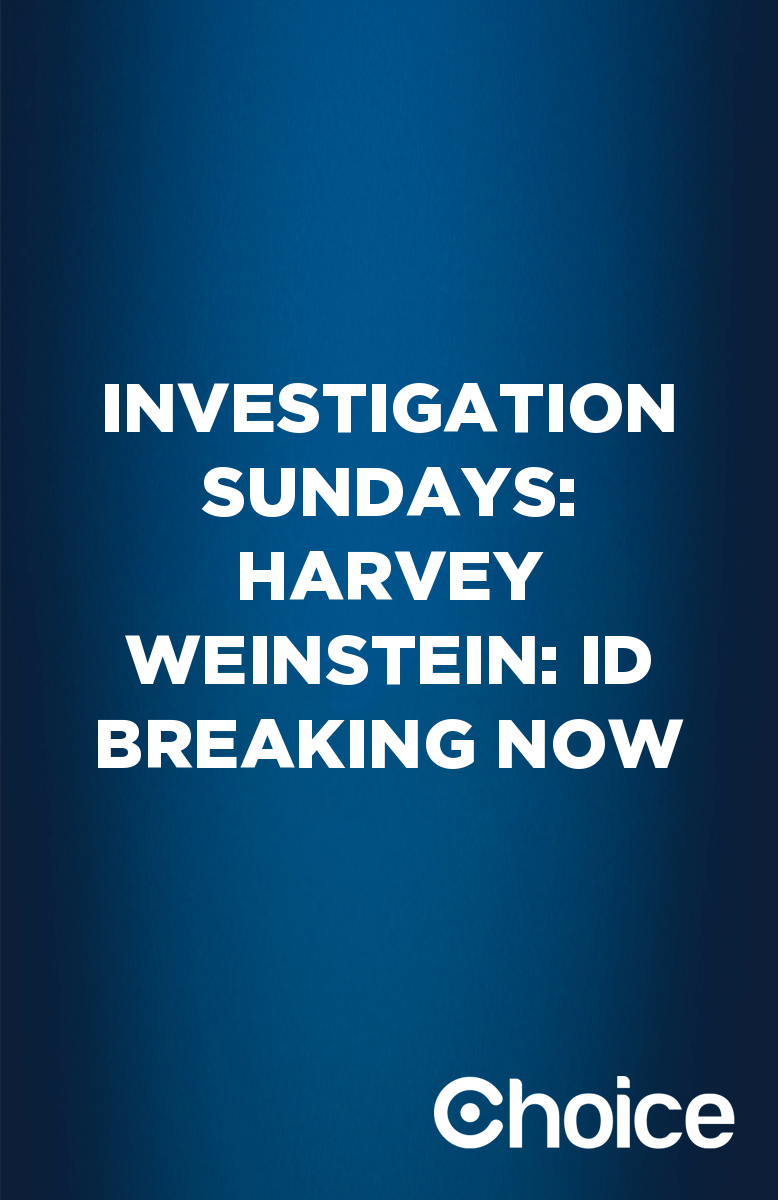 INVESTIGATION
SUNDAYS:
HARVEY
WEINSTEIN: ID
BREAKING NOW
Choice